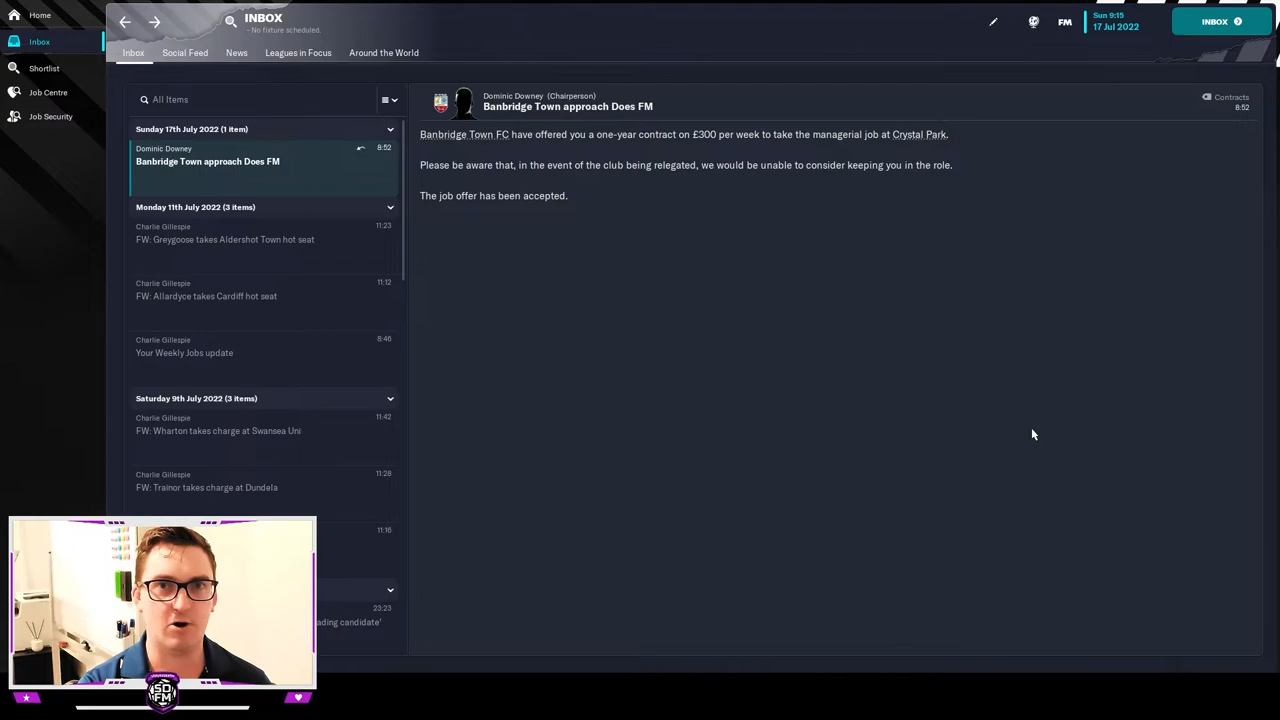 Home
Inbox
Shortlist
Job Centre
Job Security
INBOX
- No fixture scheduled.
FM
Sun 9:15
17 Jul 2022
INBOX
Inbox
Social Feed
News
Leagues in Focus
Around the World
All Items
Sunday 17th July 2022 (1 item)
Dominic Downey
8:52
Banbridge Town approach Does FM
Monday 11th July 2022 (3 items)
Charlie Gillespie
11:23
FW: Greygoose takes Aldershot Town hot seat
Charlie Gillespie
11:12
FW: Allardyce takes Cardiff hot seat
Charlie Gillespie
8:46
Your Weekly Jobs update
Saturday 9th July 2022 (3 items)
Charlie Gillespie
11:42
FW: Wharton takes charge at Swansea Uni
Charlie Gillespie
11:28
FW: Trainor takes charge at Dundela
11:16
23:23
ading candidate'
Dominic Downey (Chairperson)
Banbridge Town approach Does FM
Contracts
8:52
Banbridge Town FC have offered you a one-year contract on £300 per week to take the managerial job at Crystal Park.
Please be aware that, in the event of the club being relegated, we would be unable to consider keeping you in the role.
The job offer has been accepted.
SD
FM